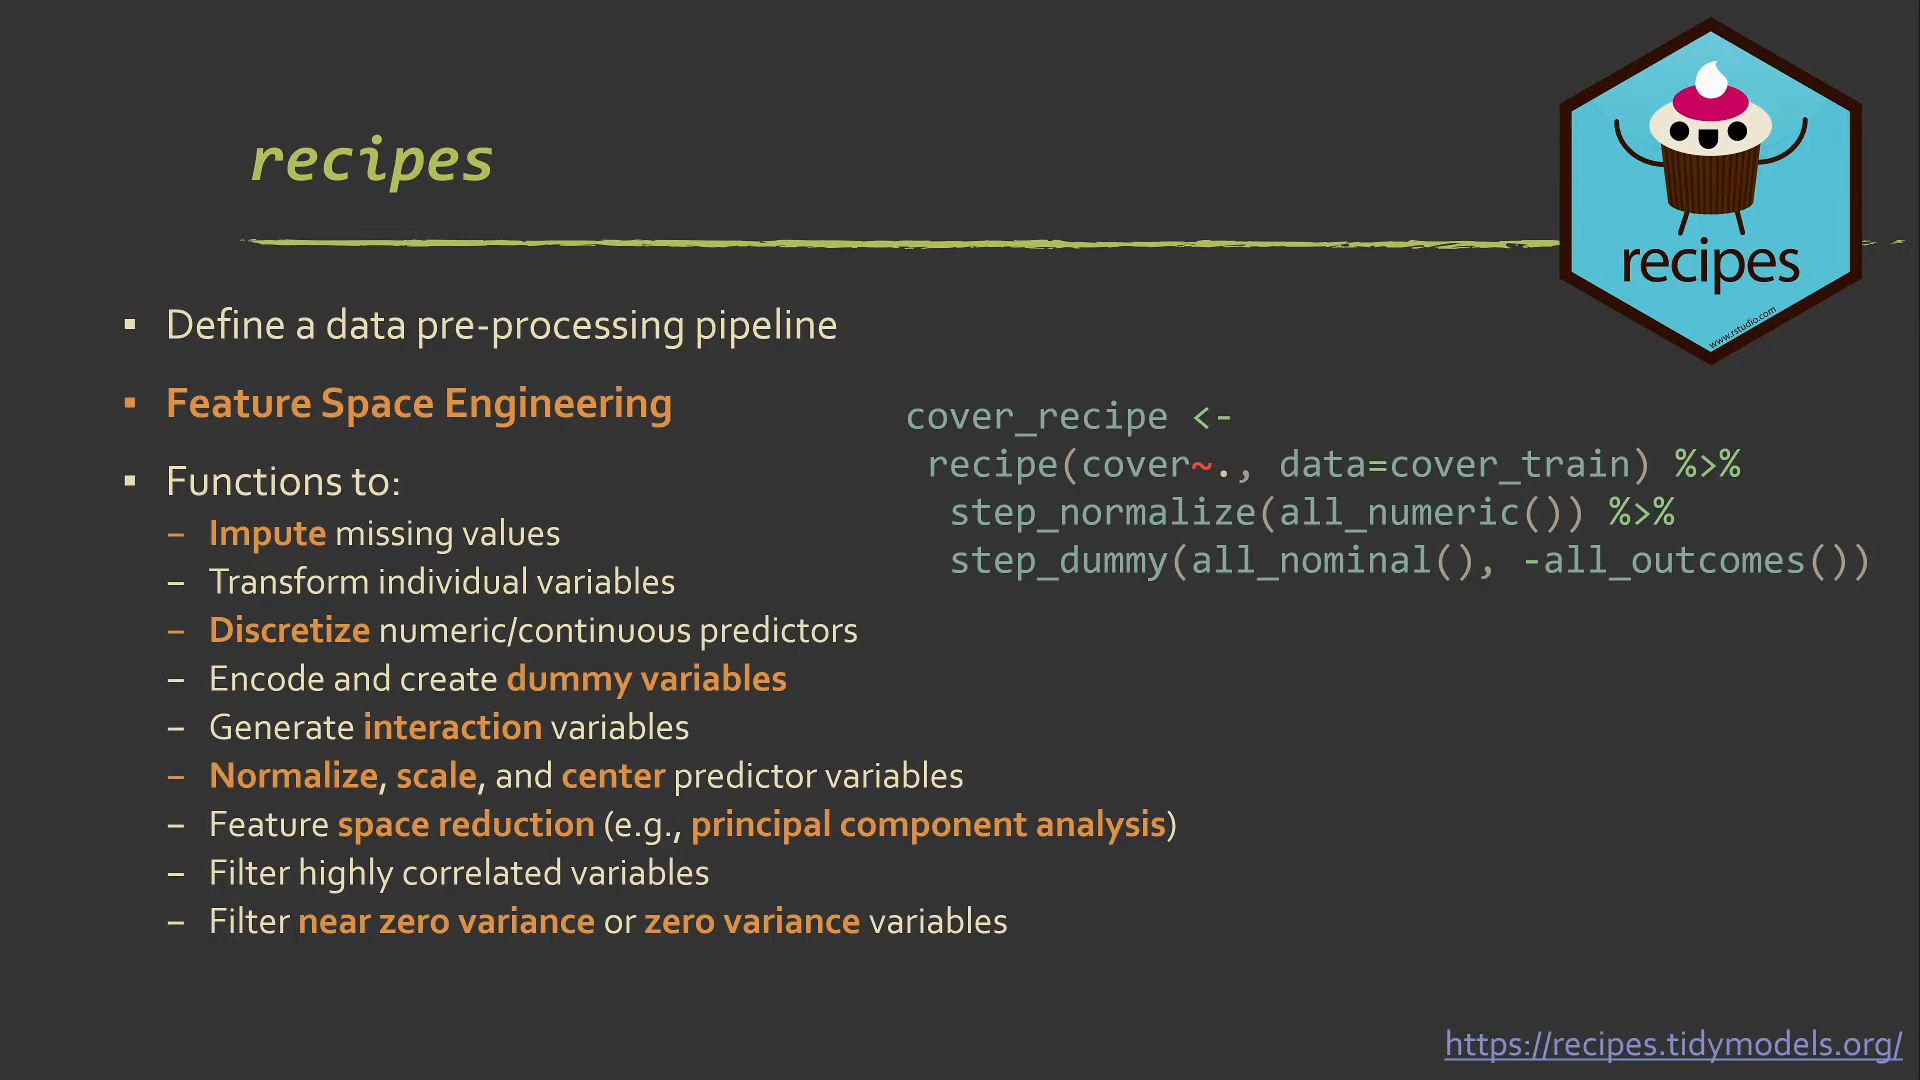 recipes
recipes
www.rstudio.com
▪ Define a data pre-processing pipeline
▪ Feature Space Engineering
▪ Functions to:
– Impute missing values
– Transform individual variables
– Discretize numeric/continuous predictors
– Encode and create dummy variables
– Generate interaction variables
– Normalize, scale, and center predictor variables
– Feature space reduction (e.g., principal component analysis)
– Filter highly correlated variables
– Filter near zero variance or zero variance variables
cover_recipe <-
recipe(cover~., data=cover_train) %>%
step_normalize(all_numeric()) %>%
step_dummy(all_nominal(), -all_outcomes())
https://recipes.tidymodels.org/